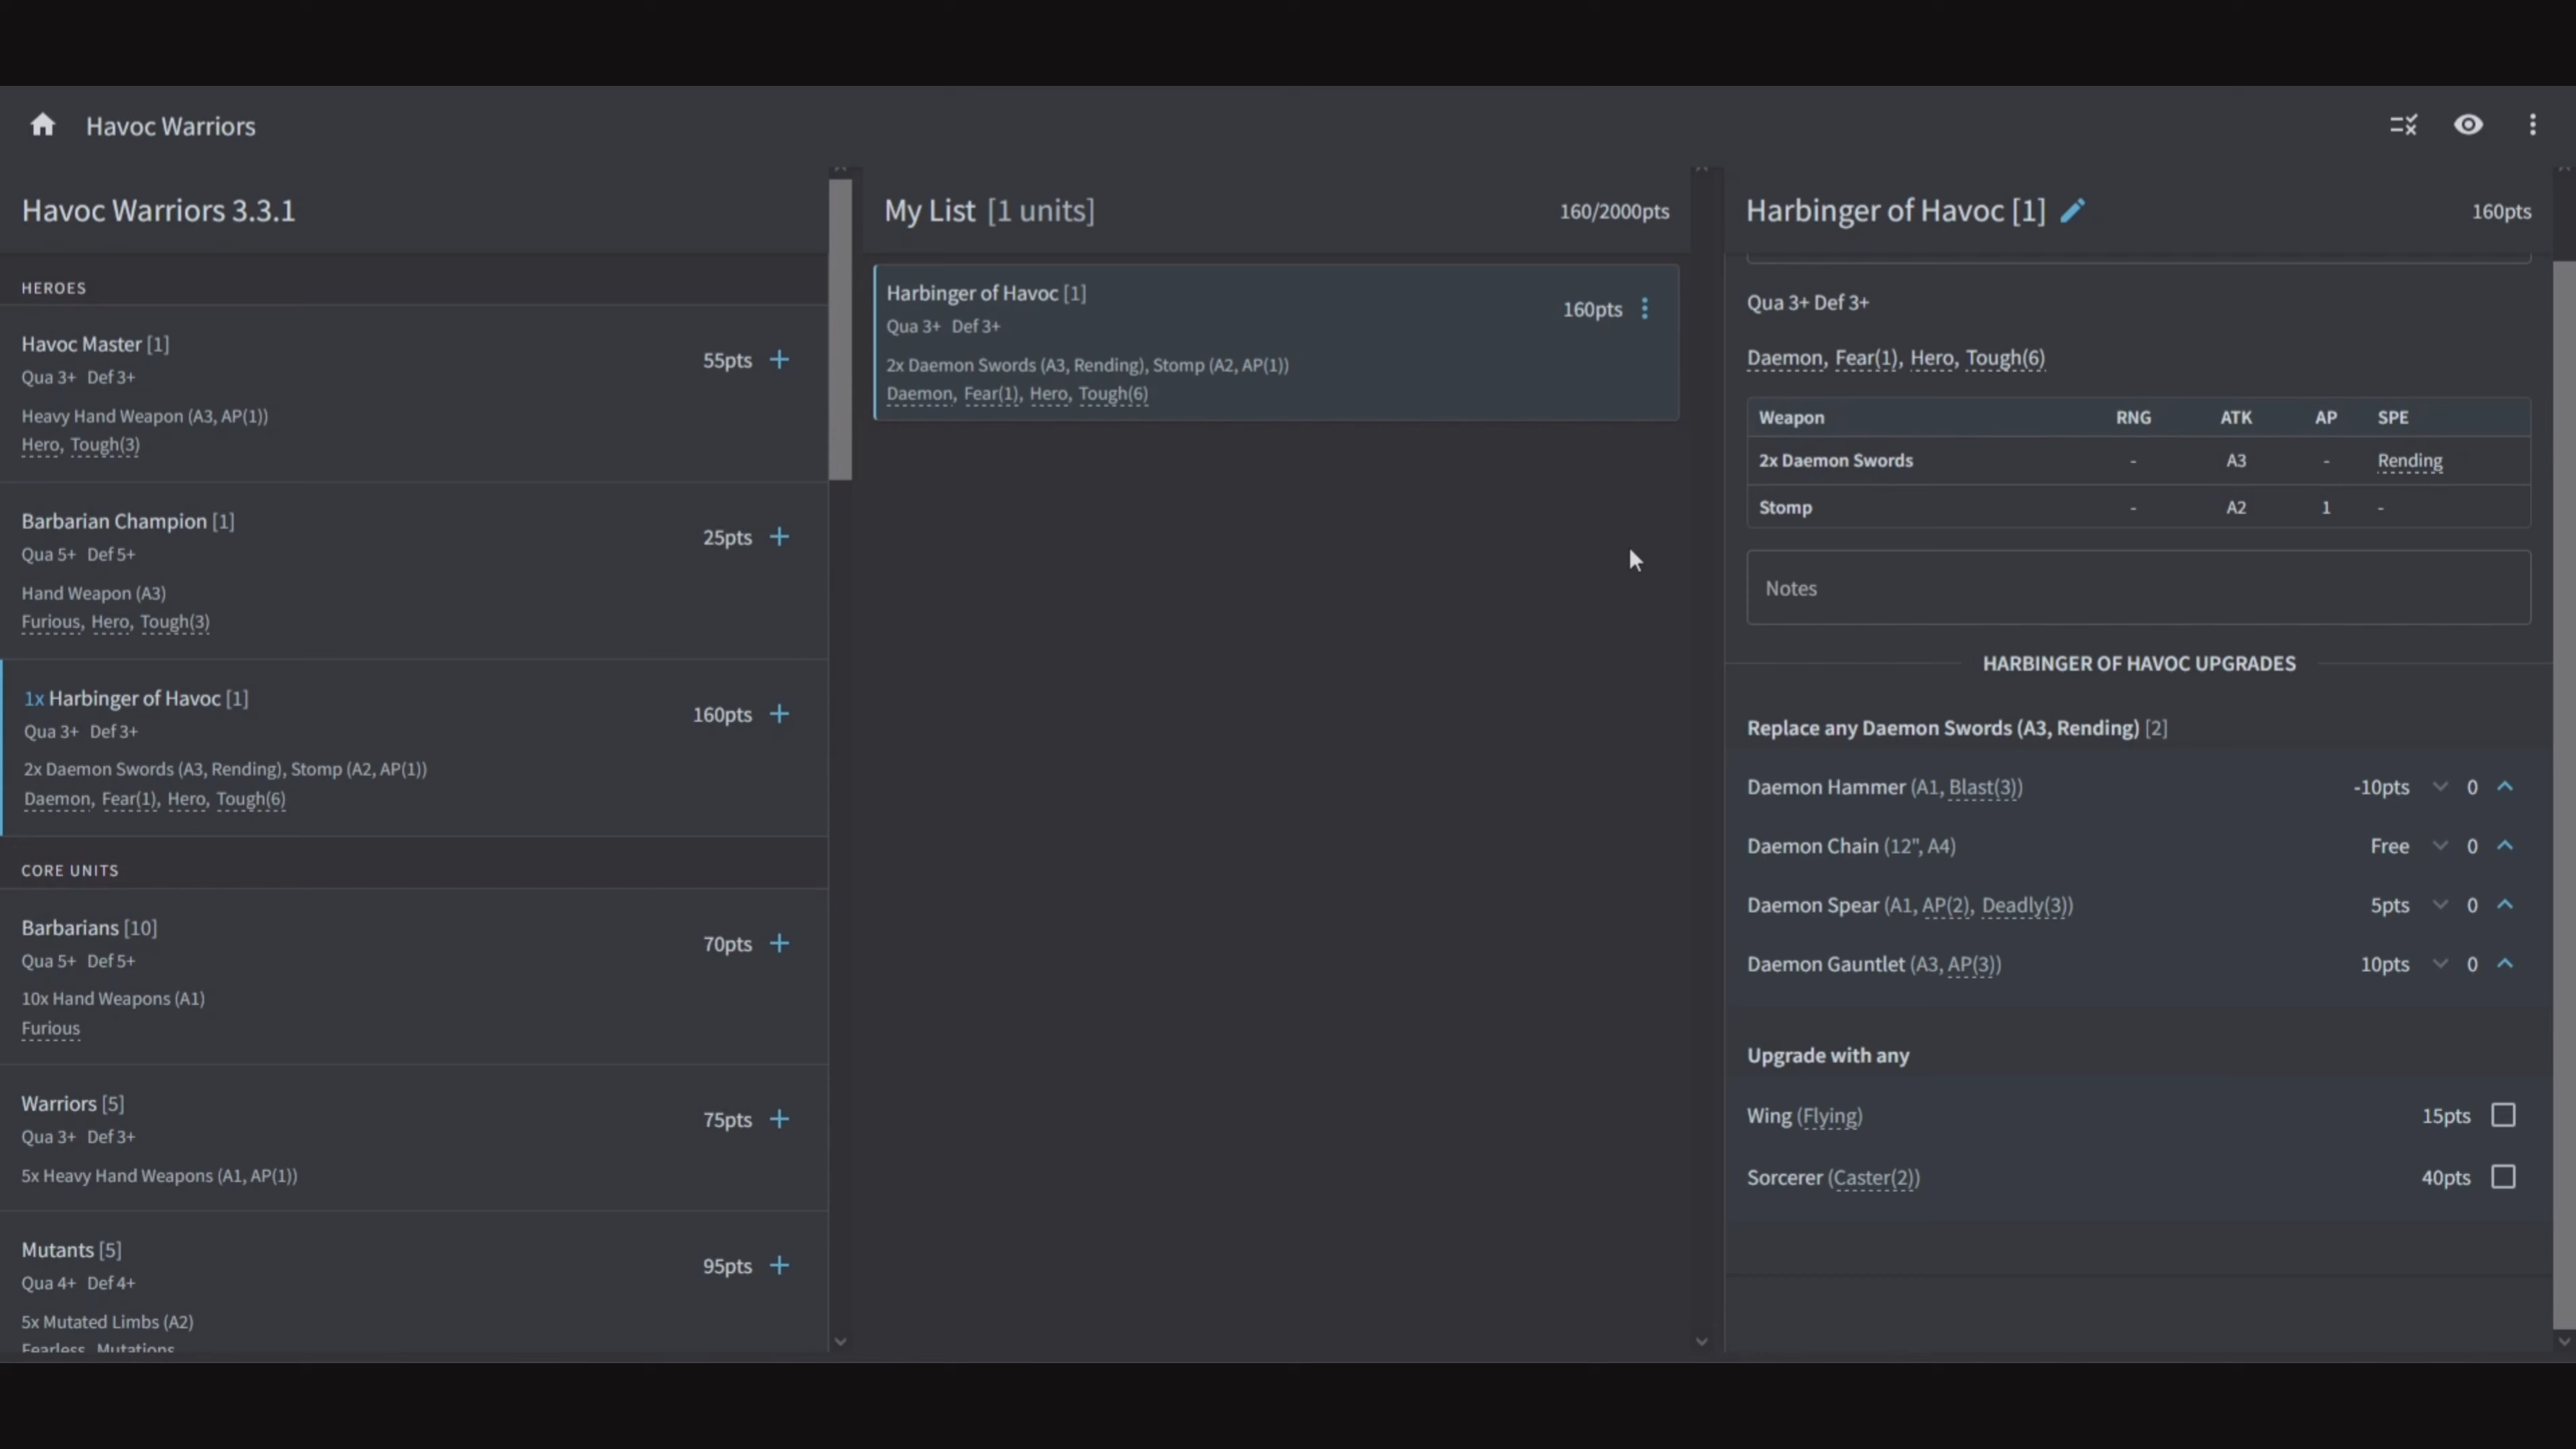 Havoc Warriors
Havoc Warriors 3.3.1
HEROES
Havoc Master [1]
Qua 3+ Def 3+
55pts
Heavy Hand Weapon (A3, AP(1))
Hero, Tough(3)
Barbarian Champion [1]
Qua 5+ Def 5+
25pts
Hand Weapon (A3)
Furious, Hero, Tough(3)
1x Harbinger of Havoc [1]
Qua 3+ Def 3+
160pts
2x Daemon Swords (A3, Rending), Stomp (A2, AP(1))
Daemon, Fear(1), Hero, Tough(6)
CORE UNITS
Barbarians [10]
Qua 5+ Def 5+
70pts
10x Hand Weapons (A1)
Furious
Warriors [5]
Qua 3+ Def 3+
75pts
5x Heavy Hand Weapons (A1, AP(1))
Mutants [5]
Qua 4+ Def 4+
95pts
5x Mutated Limbs (A2)
Fearless, Mutations
My List [1 units] 160/2000pts
Harbinger of Havoc [1]
Qua 3+ Def 3+
160pts
2x Daemon Swords (A3, Rending), Stomp (A2, AP(1))
Daemon, Fear(1), Hero, Tough(6)
Harbinger of Havoc [1] 160pts
Qua 3+ Def 3+
Daemon, Fear(1), Hero, Tough(6)
Weapon RNG ATK AP SPE
2x Daemon Swords - A3 - Rending
Stomp - A2 1 -
Notes
HARBINGER OF HAVOC UPGRADES
Replace any Daemon Swords (A3, Rending) [2]
Daemon Hammer (A1, Blast(3)) -10pts 0
Daemon Chain (12", A4) Free 0
Daemon Spear (A1, AP(2), Deadly(3)) 5pts 0
Daemon Gauntlet (A3, AP(3)) 10pts 0
Upgrade with any
Wing (Flying) 15pts
Sorcerer (Caster(2)) 40pts